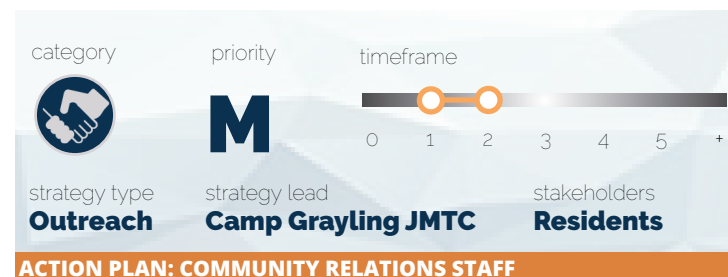 category priority timeframe
M
0 1 2 3 4 5 +
strategy type strategy lead stakeholders
Outreach Camp Grayling JMTC Residents
ACTION PLAN: COMMUNITY RELATIONS STAFF